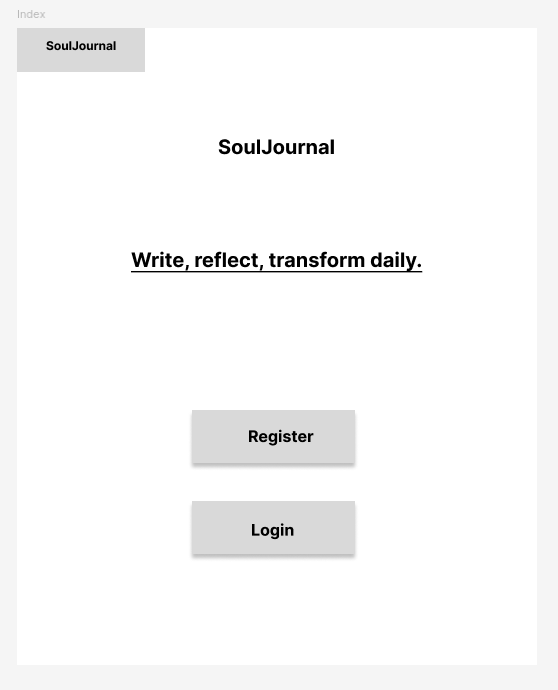 Index
SoulJournal
SoulJournal
Write, reflect, transform daily.
Register
Login